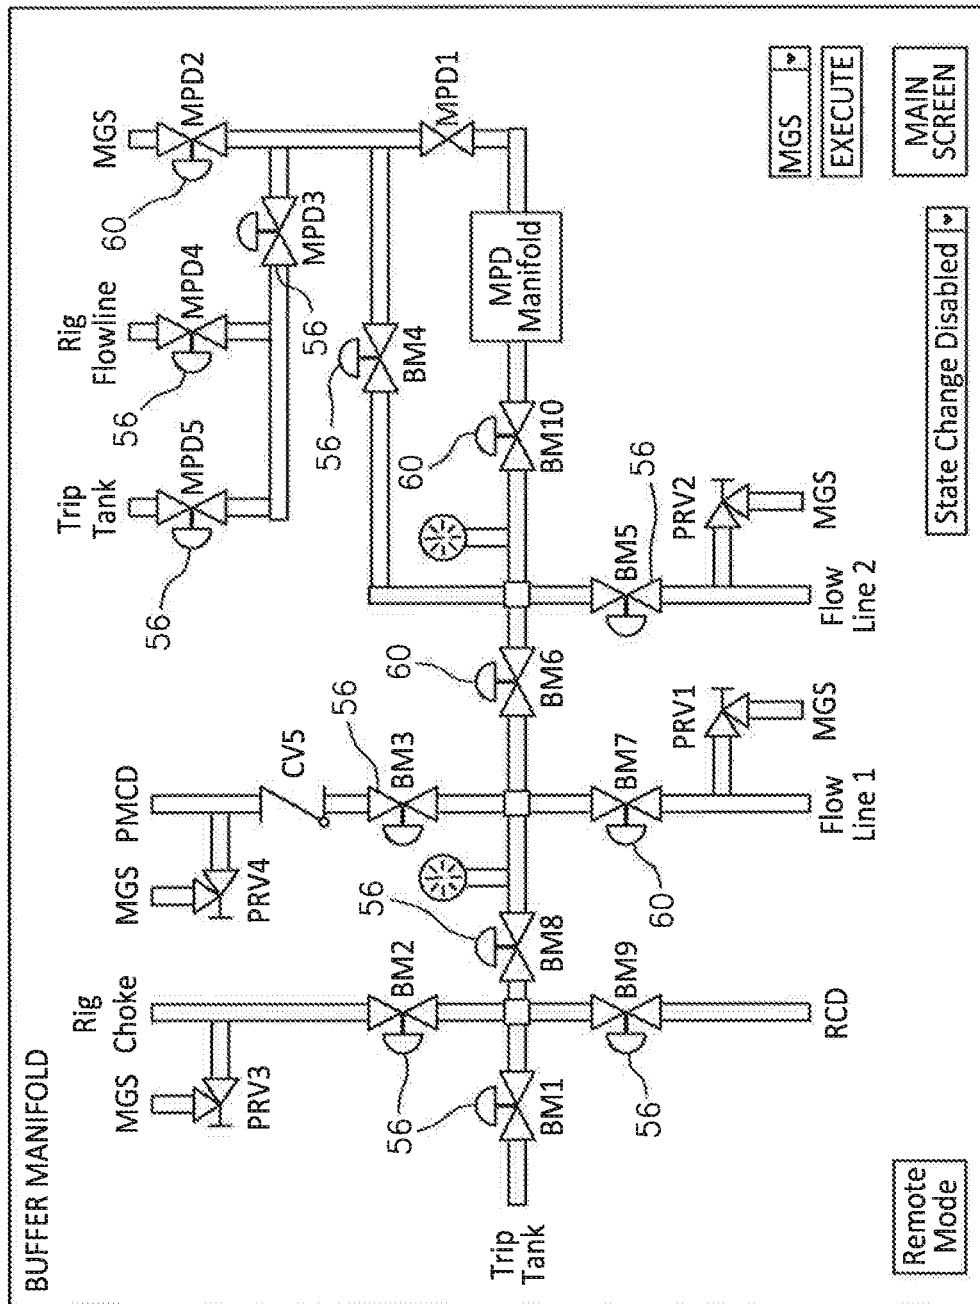 BUFFER MANIFOLD
Rig
Choke
MGS
PRV3
MGS PMCD
PRV4
CV5
Trip
Tank
Rig
Flowline
MGS
MPD5
MPD4
MPD2
60
56
56
56
MPD3
56
BM2
56
56
BM3
56
BM4
MPD1
Trip
Tank
56
BM1
56
BM8
60
BM6
60
BM10
MPD
Manifold
BM9
56
BM7
60
BM5
56
PRV1
MGS
PRV2
MGS
RCD
Flow
Line 1
Flow
Line 2
MGS
EXECUTE
Remote
Mode
State Change Disabled
MAIN
SCREEN